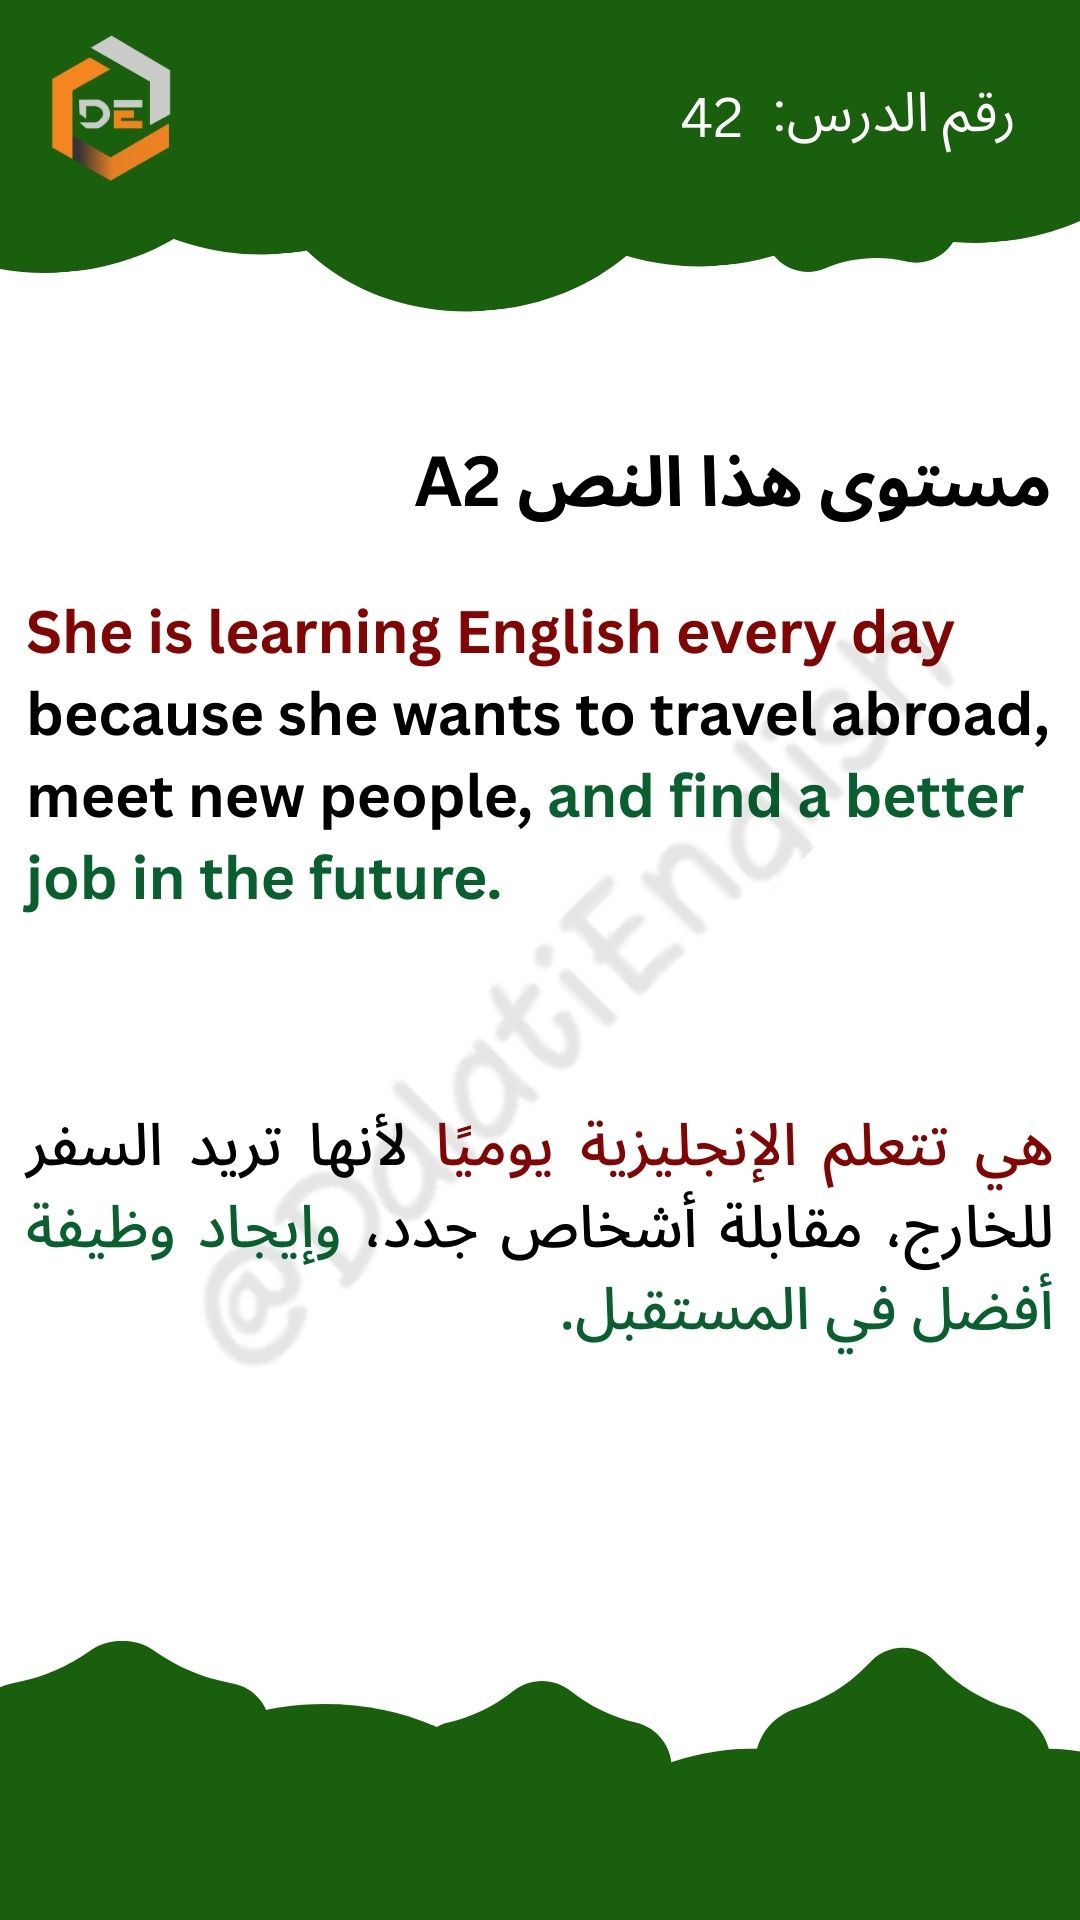 DE
رقم الدرس: 42
مستوى هذا النص A2
She is learning English every day
because she wants to travel abroad,
meet new people, and find a better
job in the future.
هي تتعلم الإنجليزية يوميًا لأنها تريد السفر
للخارج، مقابلة أشخاص جدد، وإيجاد وظيفة
أفضل في المستقبل.
@DalatiEnglish